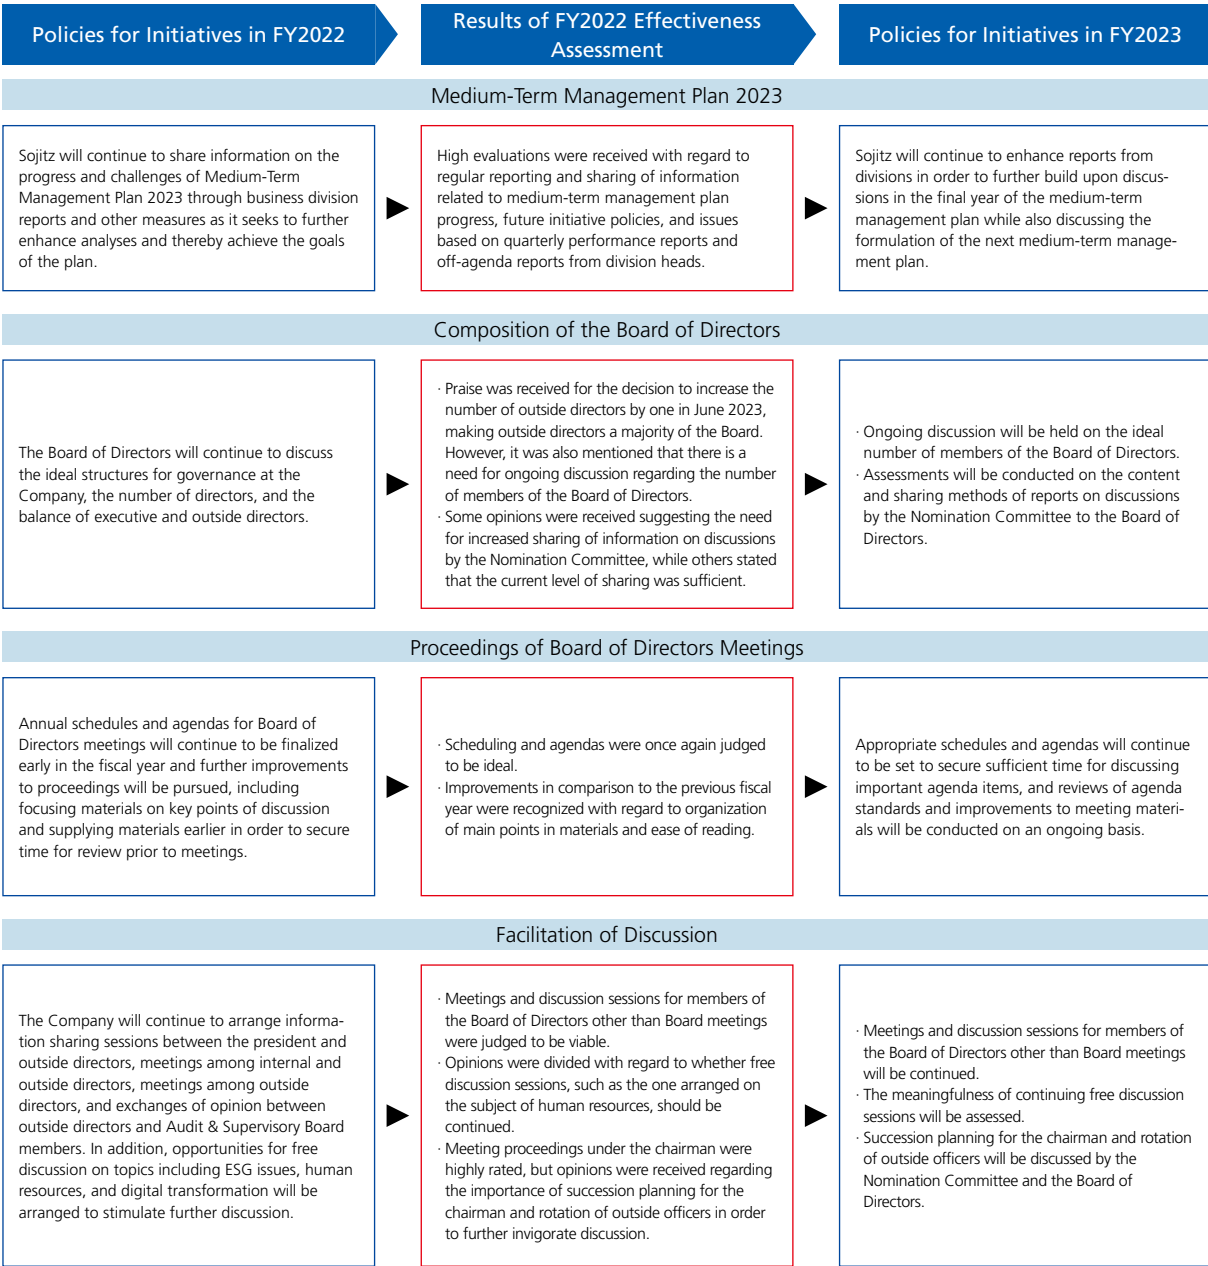 Policies for Initiatives in FY2022
Results of FY2022 Effectiveness
Assessment
Policies for Initiatives in FY2023
Medium-Term Management Plan 2023
Sojitz will continue to share information on the
progress and challenges of Medium-Term
Management Plan 2023 through business division
reports and other measures as it seeks to further
enhance analyses and thereby achieve the goals
of the plan.
High evaluations were received with regard to
regular reporting and sharing of information
related to medium-term management plan
progress, future initiative policies, and issues
based on quarterly performance reports and
off-agenda reports from division heads.
Sojitz will continue to enhance reports from
divisions in order to further build upon discus-
sions in the final year of the medium-term
management plan while also discussing the
formulation of the next medium-term manage-
ment plan.
Composition of the Board of Directors
The Board of Directors will continue to discuss
the ideal structures for governance at the
Company, the number of directors, and the
balance of executive and outside directors.
· Praise was received for the decision to increase the
number of outside directors by one in June 2023,
making outside directors a majority of the Board.
However, it was also mentioned that there is a
need for ongoing discussion regarding the number
of members of the Board of Directors.
· Some opinions were received suggesting the need
for increased sharing of information on discussions
by the Nomination Committee, while others stated
that the current level of sharing was sufficient.
· Ongoing discussion will be held on the ideal
number of members of the Board of Directors.
· Assessments will be conducted on the content
and sharing methods of reports on discussions
by the Nomination Committee to the Board of
Directors.
Proceedings of Board of Directors Meetings
Annual schedules and agendas for Board of
Directors meetings will continue to be finalized
early in the fiscal year and further improvements
to proceedings will be pursued, including
focusing materials on key points of discussion
and supplying materials earlier in order to secure
time for review prior to meetings.
· Scheduling and agendas were once again judged
to be ideal.
· Improvements in comparison to the previous fiscal
year were recognized with regard to organization
of main points in materials and ease of reading.
Appropriate schedules and agendas will continue
to be set to secure sufficient time for discussing
important agenda items, and reviews of agenda
standards and improvements to meeting materi-
als will be conducted on an ongoing basis.
Facilitation of Discussion
The Company will continue to arrange informa-
tion sharing sessions between the president and
outside directors, meetings among internal and
outside directors, meetings among outside
directors, and exchanges of opinion between
outside directors and Audit & Supervisory Board
members. In addition, opportunities for free
discussion on topics including ESG issues, human
resources, and digital transformation will be
arranged to stimulate further discussion.
· Meetings and discussion sessions for members of
the Board of Directors other than Board meetings
were judged to be viable.
· Opinions were divided with regard to whether free
discussion sessions, such as the one arranged on
the subject of human resources, should be
continued.
· Meeting proceedings under the chairman were
highly rated, but opinions were received regarding
the importance of succession planning for the
chairman and rotation of outside officers in order
to further invigorate discussion.
· Meetings and discussion sessions for members of
the Board of Directors other than Board meetings
will be continued.
· The meaningfulness of continuing free discussion
sessions will be assessed.
· Succession planning for the chairman and rotation
of outside officers will be discussed by the
Nomination Committee and the Board of
Directors.